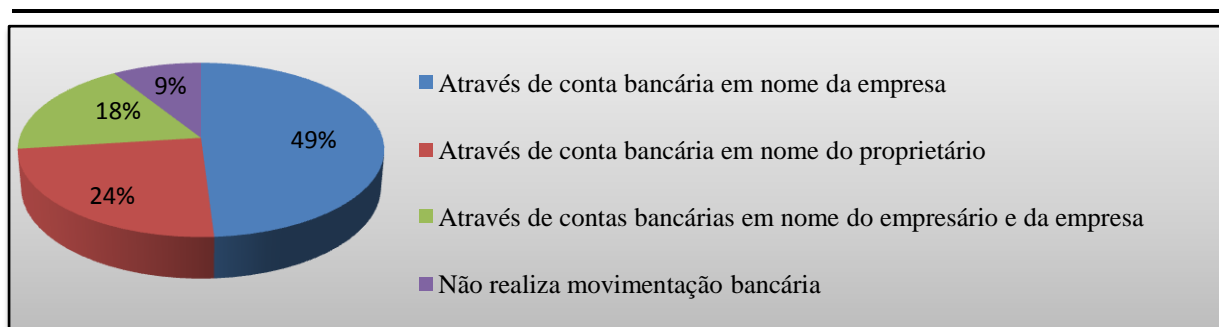 9%
18%
49%
24%
Através de conta bancária em nome da empresa
Através de conta bancária em nome do proprietário
Através de contas bancárias em nome do empresário e da empresa
Não realiza movimentação bancária